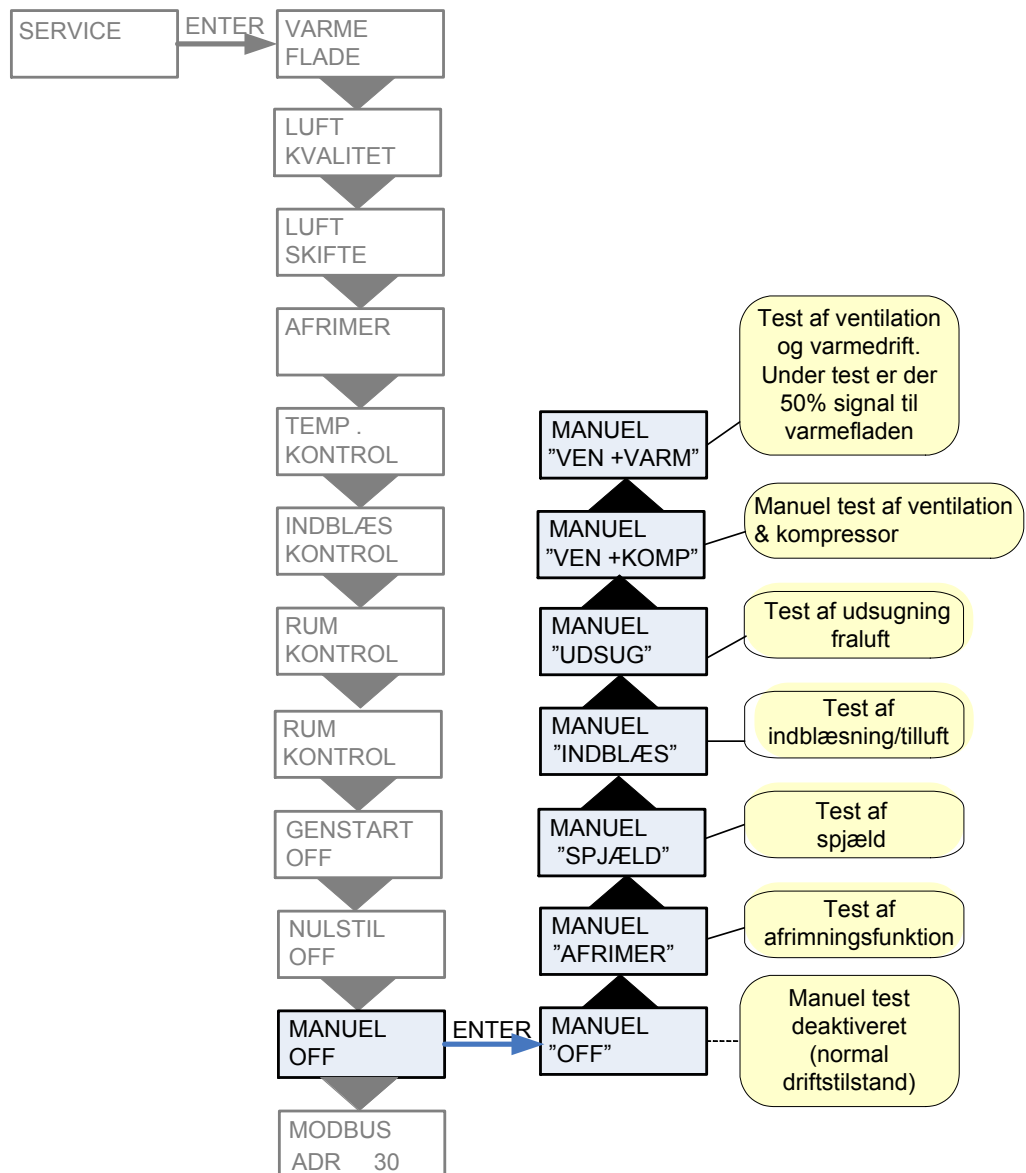 SERVICE
ENTER
VARME
FLADE
LUFT
KVALITET
LUFT
SKIFTE
AFRIMER
TEMP .
KONTROL
INDBLÆS
KONTROL
RUM
KONTROL
RUM
KONTROL
GENSTART
OFF
NULSTIL
OFF
MANUEL
OFF
ENTER
MODBUS
ADR 30
MANUEL
"VEN +VARM"
Test af ventilation
og varmedrift.
Under test er der
50% signal til
varmefladen
MANUEL
"VEN +KOMP"
Manuel test af ventilation
& kompressor
MANUEL
”UDSUG”
Test af udsugning
fraluft
MANUEL
”INDBLÆS”
Test af
indblæsning/tilluft
MANUEL
”SPJÆLD”
Test af
spjæld
MANUEL
”AFRIMER”
Test af
afrimningsfunktion
MANUEL
"OFF”
Manuel test
deaktiveret
(normal
driftstilstand)